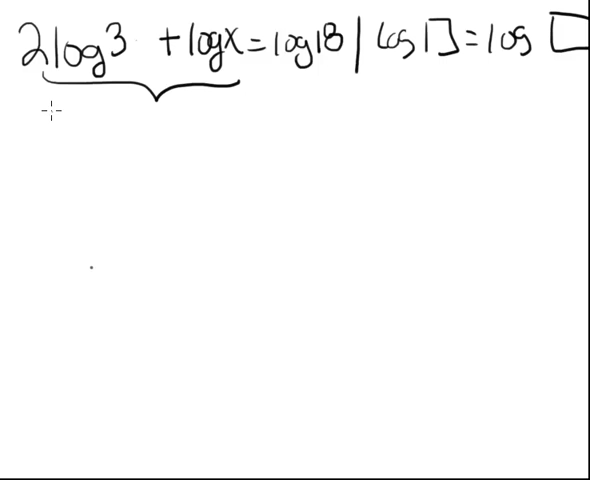 2log3 + logx = log18 | log □ = log □